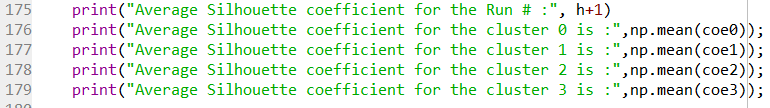 175 print("Average Silhouette coefficient for the Run # :", h+1)
176 print("Average Silhouette coefficient for the cluster 0 is :",np.mean(coe0));
177 print("Average Silhouette coefficient for the cluster 1 is :",np.mean(coe1));
178 print("Average Silhouette coefficient for the cluster 2 is :",np.mean(coe2));
179 print("Average Silhouette coefficient for the cluster 3 is :",np.mean(coe3));